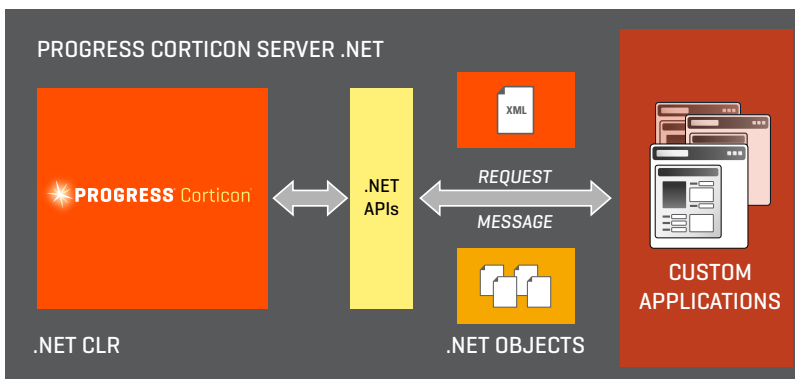 PROGRESS CORTICON SERVER .NET
PROGRESS Corticon
.NET
APIs
XML
REQUEST
MESSAGE
CUSTOM
APPLICATIONS
.NET CLR
.NET OBJECTS